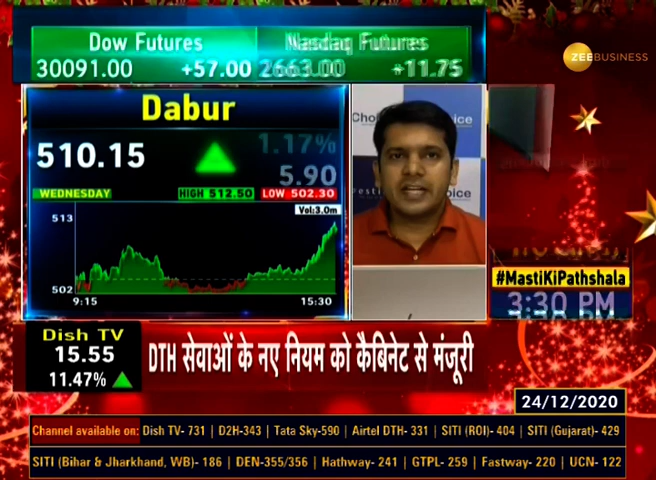 Dow Futures
30091.00 +57.00
Nasdaq Futures
2663.00 +11.75
ZEE BUSINESS
Dabur
510.15
1.17%
5.90
WEDNESDAY
HIGH 512.50 LOW 502.30
Vol:3.0m
513
502
9:15 15:30
Choice
#MastiKiPathshala
3:30 PM
Dish TV
15.55
11.47%
DTH सेवाओं के नए नियम को कैबिनेट से मंजूरी
24/12/2020
Channel available on: Dish TV- 731 | D2H-343 | Tata Sky-590 | Airtel DTH- 331 | SITI (ROI)- 404 | SITI (Gujarat)- 429
SITI (Bihar & Jharkhand, WB)- 186 | DEN-355/356 | Hathway- 241 | GTPL- 259 | Fastway- 220 | UCN- 122